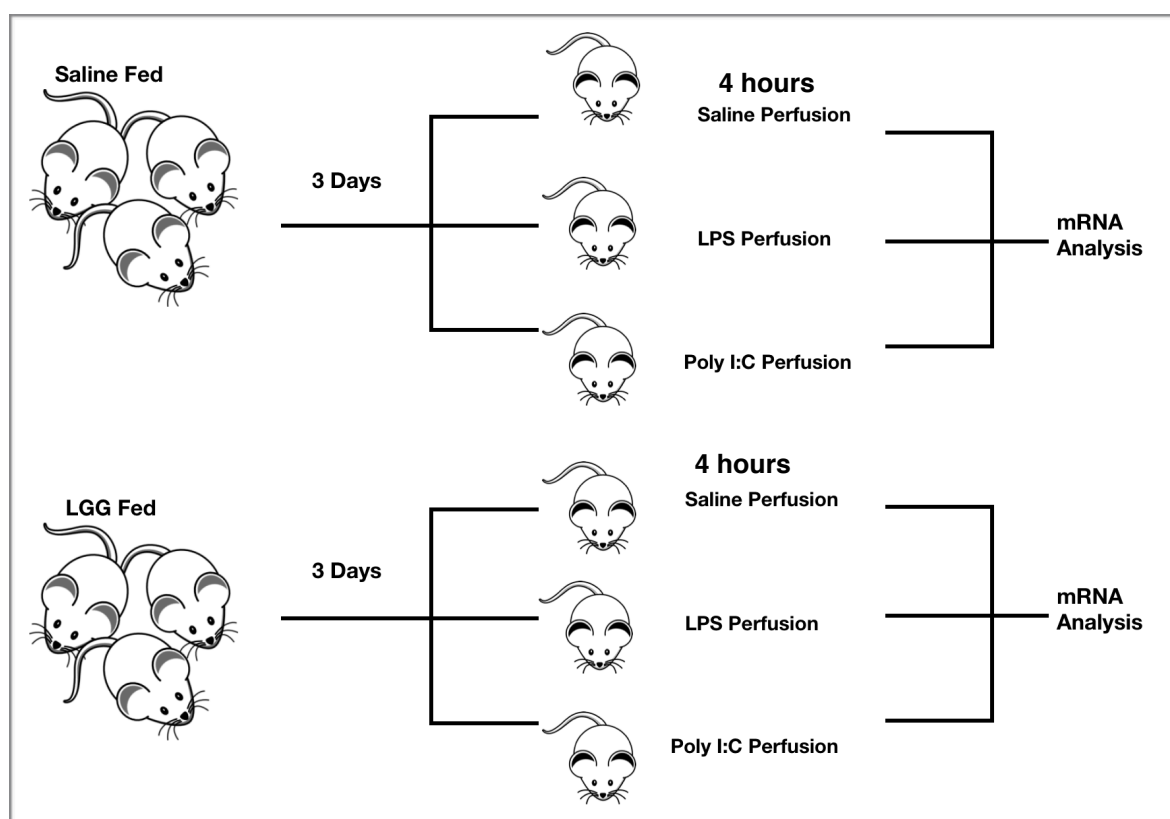 Saline Fed
3 Days
4 hours
Saline Perfusion
LPS Perfusion
Poly I:C Perfusion
mRNA
Analysis
LGG Fed
3 Days
4 hours
Saline Perfusion
LPS Perfusion
Poly I:C Perfusion
mRNA
Analysis